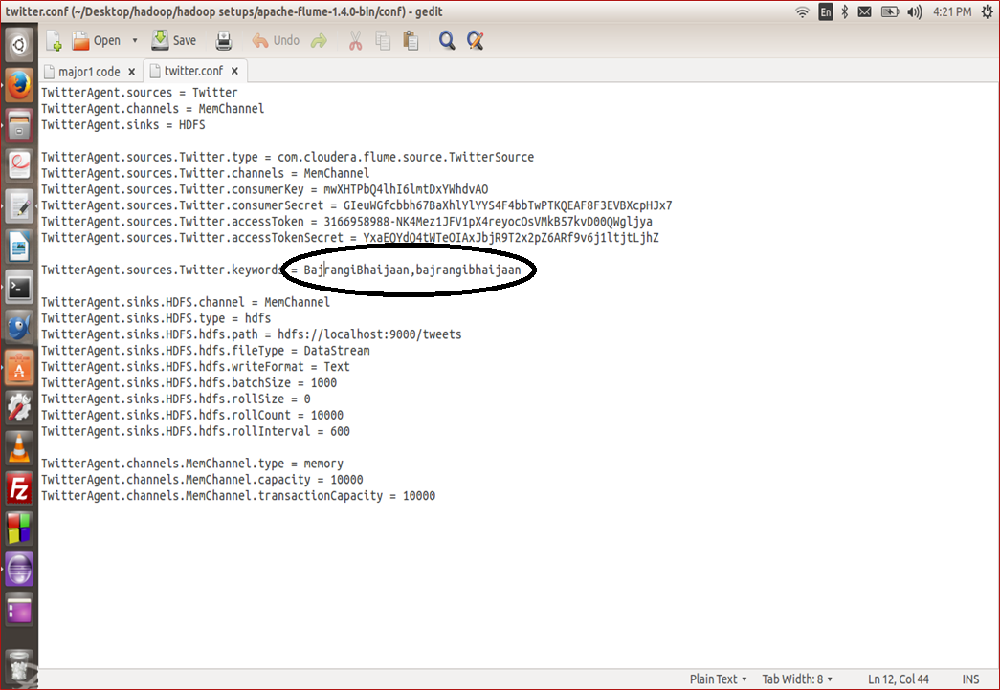 twitter.conf (~/Desktop/hadoop/hadoop setups/apache-flume-1.4.0-bin/conf) - gedit
En
4:21 PM
Open
Save
Undo
major1 code
twitter.conf
TwitterAgent.sources = Twitter
TwitterAgent.channels = MemChannel
TwitterAgent.sinks = HDFS
TwitterAgent.sources.Twitter.type = com.cloudera.flume.source.TwitterSource
TwitterAgent.sources.Twitter.channels = MemChannel
TwitterAgent.sources.Twitter.consumerKey = mwXHTPbQ4lhI6lmtDxYWhdvAO
TwitterAgent.sources.Twitter.consumerSecret = GIeuWGfcbbh67BaXhlYlYYS4F4bbTwPTKQEAF8F3EVBXcpHJx7
TwitterAgent.sources.Twitter.accessToken = 3166958988-NK4Mez1JFV1pX4reyocOsVMkB57kvD00QWgljya
TwitterAgent.sources.Twitter.accessTokenSecret = YxaEQYdQ4tWTeOIAxJbjR9T2x2pZ6ARf9v6j1ltjtLjhZ
TwitterAgent.sources.Twitter.keywords = BajrangiBhaijaan,bajrangibhaijaan
TwitterAgent.sinks.HDFS.channel = MemChannel
TwitterAgent.sinks.HDFS.type = hdfs
TwitterAgent.sinks.HDFS.hdfs.path = hdfs://localhost:9000/tweets
TwitterAgent.sinks.HDFS.hdfs.fileType = DataStream
TwitterAgent.sinks.HDFS.hdfs.writeFormat = Text
TwitterAgent.sinks.HDFS.hdfs.batchSize = 1000
TwitterAgent.sinks.HDFS.hdfs.rollSize = 0
TwitterAgent.sinks.HDFS.hdfs.rollCount = 10000
TwitterAgent.sinks.HDFS.hdfs.rollInterval = 600
TwitterAgent.channels.MemChannel.type = memory
TwitterAgent.channels.MemChannel.capacity = 10000
TwitterAgent.channels.MemChannel.transactionCapacity = 10000
Plain Text
Tab Width: 8
Ln 12, Col 44
INS